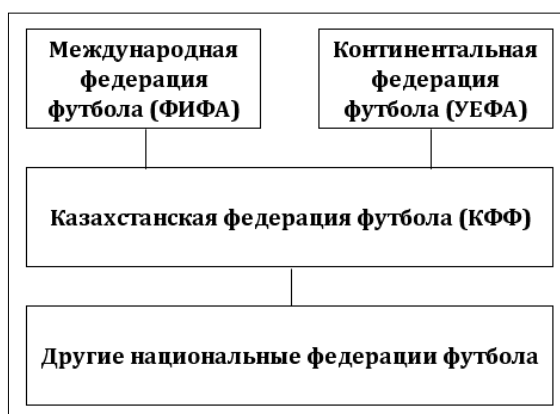 Международная
федерация
футбола (ФИФА)
Континентальная
федерация
футбола (УЕФА)
Казахстанская федерация футбола (КФФ)
Другие национальные федерации футбола